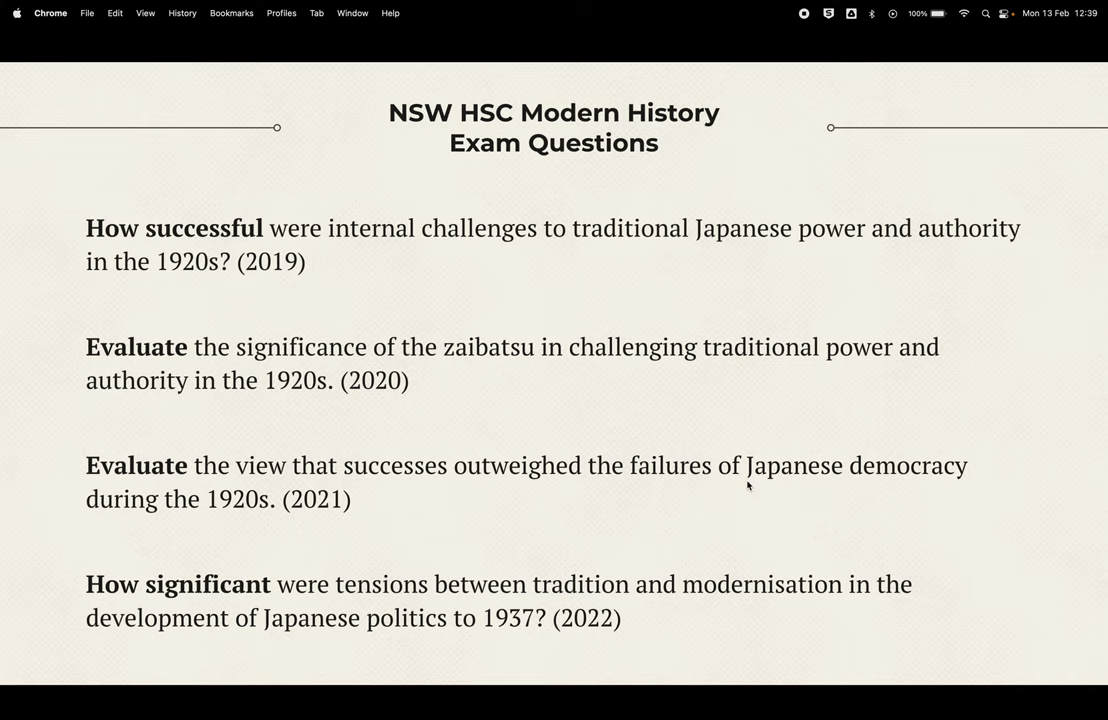 Chrome File Edit View History Bookmarks Profiles Tab Window Help 100% Mon 13 Feb 12:39
NSW HSC Modern History
Exam Questions
How successful were internal challenges to traditional Japanese power and authority
in the 1920s? (2019)
Evaluate the significance of the zaibatsu in challenging traditional power and
authority in the 1920s. (2020)
Evaluate the view that successes outweighed the failures of Japanese democracy
during the 1920s. (2021)
How significant were tensions between tradition and modernisation in the
development of Japanese politics to 1937? (2022)